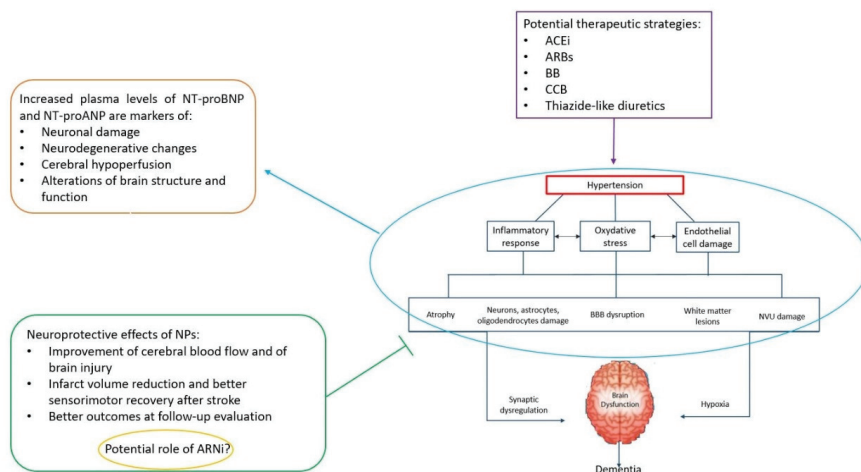 Potential therapeutic strategies:
• ACEi
• ARBs
• BB
• CCB
• Thiazide-like diuretics
Increased plasma levels of NT-proBNP
and NT-proANP are markers of:
• Neuronal damage
• Neurodegenerative changes
• Cerebral hypoperfusion
• Alterations of brain structure and
function
Hypertension
Inflammatory
response
Oxydative
stress
Endothelial
cell damage
Atrophy
Neurons, astrocytes,
oligodendrocytes damage
BBB dysruption
White matter
lesions
NVU damage
Neuroprotective effects of NPs:
• Improvement of cerebral blood flow and of
brain injury
• Infarct volume reduction and better
sensorimotor recovery after stroke
• Better outcomes at follow-up evaluation
Potential role of ARNi?
Synaptic
dysregulation
Brain
Dysfunction
Hypoxia
Dementia